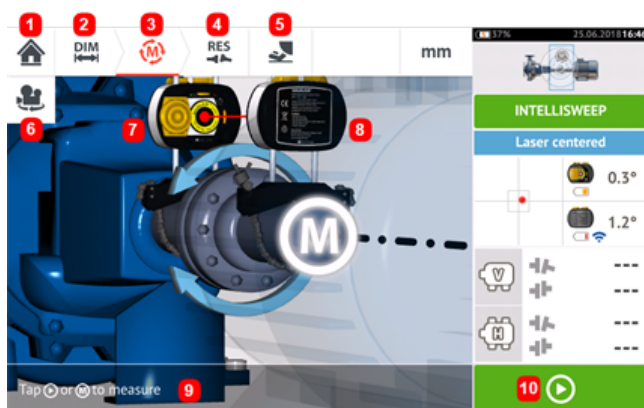 1 2 3 4 5
DIM M RES mm
37% 25.06.2018 16:46
6 7 8
INTELLISWEEP
Laser centered
0.3°
1.2°
M
V ---
---
H ---
---
Tap or M to measure 9
10